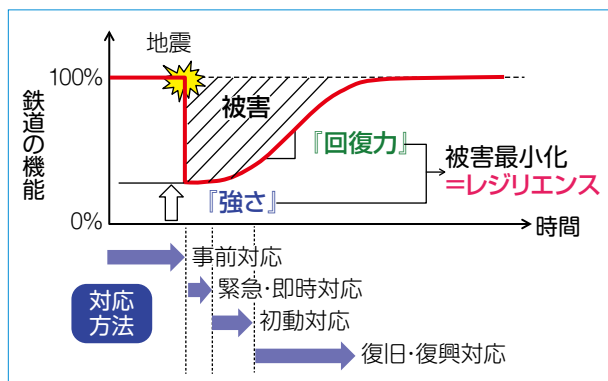 地震
100%
鉄道の機能
被害
『回復力』
被害最小化
=レジリエンス
『強さ』
0%
時間
事前対応
緊急・即時対応
対応
方法
初動対応
復旧・復興対応